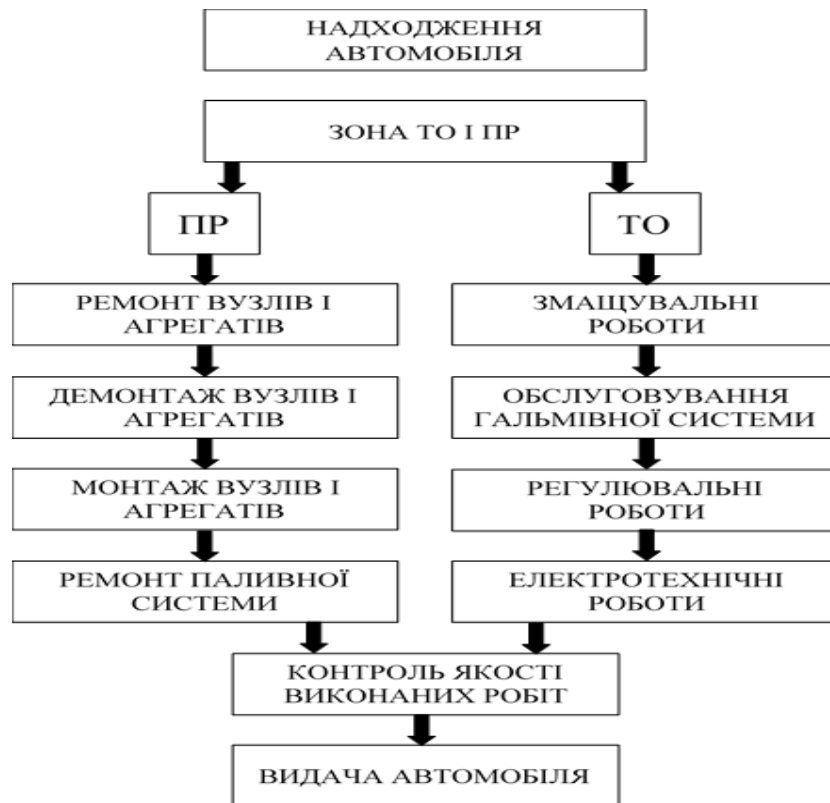 НАДХОДЖЕННЯ
АВТОМОБІЛЯ
ЗОНА ТО І ПР
ПР
ТО
РЕМОНТ ВУЗЛІВ І
АГРЕГАТІВ
ЗМАЩУВАЛЬНІ
РОБОТИ
ДЕМОНТАЖ ВУЗЛІВ І
АГРЕГАТІВ
ОБСЛУГОВУВАННЯ
ГАЛЬМІВНОЇ СИСТЕМИ
МОНТАЖ ВУЗЛІВ І
АГРЕГАТІВ
РЕГУЛЮВАЛЬНІ
РОБОТИ
РЕМОНТ ПАЛИВНОЇ
СИСТЕМИ
ЕЛЕКТРОТЕХНІЧНІ
РОБОТИ
КОНТРОЛЬ ЯКОСТІ
ВИКОНАНИХ РОБІТ
ВИДАЧА АВТОМОБІЛЯ